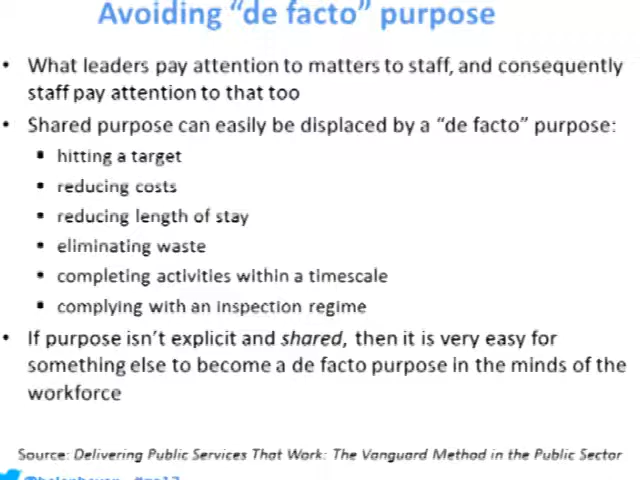 Avoiding “de facto” purpose
• What leaders pay attention to matters to staff, and consequently
staff pay attention to that too
• Shared purpose can easily be displaced by a “de facto” purpose:
▪ hitting a target
▪ reducing costs
▪ reducing length of stay
▪ eliminating waste
▪ completing activities within a timescale
▪ complying with an inspection regime
• If purpose isn’t explicit and shared, then it is very easy for
something else to become a de facto purpose in the minds of the
workforce
Source: Delivering Public Services That Work: The Vanguard Method in the Public Sector